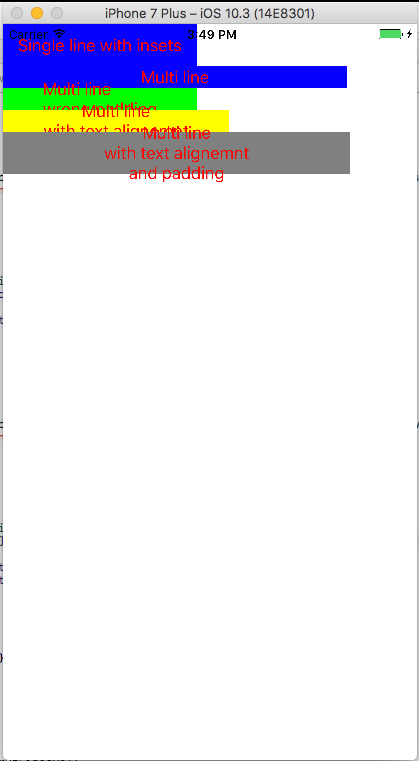 iPhone 7 Plus – iOS 10.3 (14E8301)
Carrier 3:49 PM
Single line with insets
Multi line
Multi line
wrong padding
Multi line
with text alignemnt
Multi line
with text alignemnt
and padding